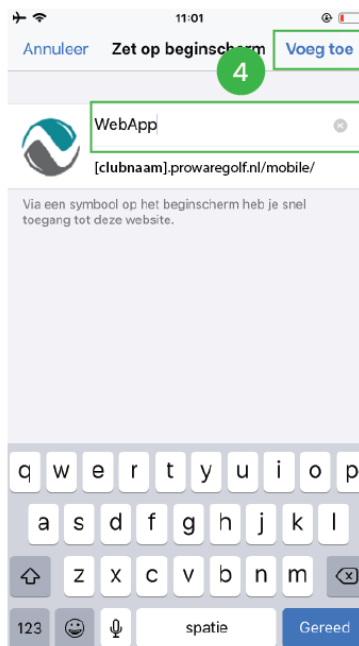 11:01
Annuleer Zet op beginscherm Voeg toe
4
WebApp
[clubnaam].prowaregolf.nl/mobile/
Via een symbool op het beginscherm heb je snel
toegang tot deze website.
q w e r t y u i o p
a s d f g h j k l
z x c v b n m
123 spatie Gereed